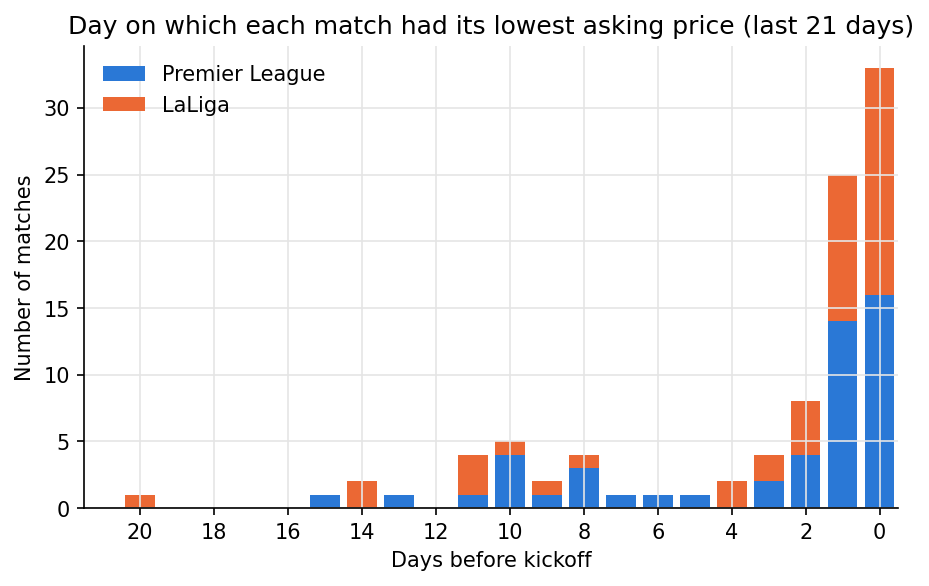 Day on which each match had its lowest asking price (last 21 days)
Premier League
LaLiga
Number of matches
30
25
20
15
10
5
0
20 18 16 14 12 10 8 6 4 2 0
Days before kickoff